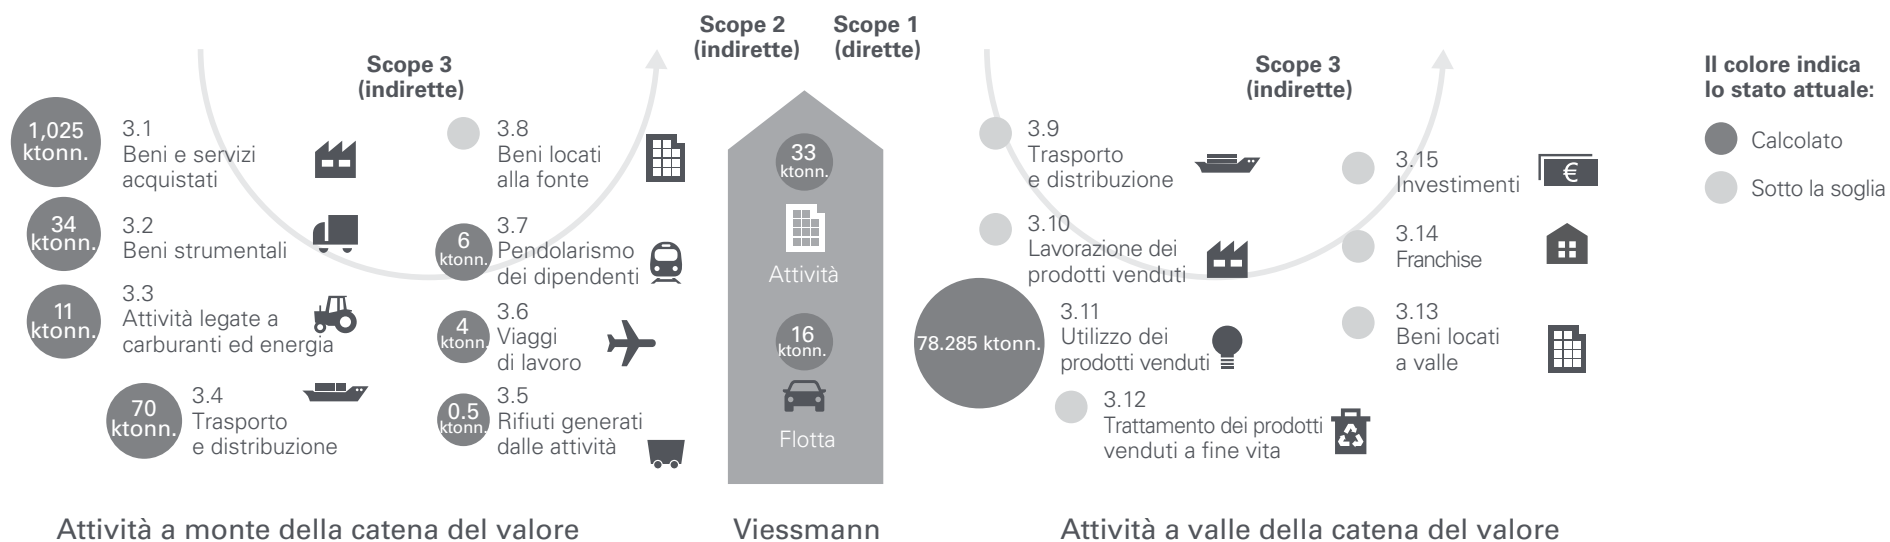 Scope 3
(indirette)
1,025
ktonn.
3.1
Beni e servizi
acquistati
34
ktonn.
3.2
Beni strumentali
11
ktonn.
3.3
Attività legate a
carburanti ed energia
70
ktonn.
3.4
Trasporto
e distribuzione
3.8
Beni locati
alla fonte
6
ktonn.
3.7
Pendolarismo
dei dipendenti
4
ktonn.
3.6
Viaggi
di lavoro
0.5
ktonn.
3.5
Rifiuti generati
dalle attività
Attività a monte della catena del valore
Scope 2
(indirette)
Scope 1
(dirette)
33
ktonn.
Attività
16
ktonn.
Flotta
Viessmann
Scope 3
(indirette)
3.9
Trasporto
e distribuzione
3.10
Lavorazione dei
prodotti venduti
78.285 ktonn.
3.11
Utilizzo dei
prodotti venduti
3.12
Trattamento dei prodotti
venduti a fine vita
3.15
Investimenti
€
3.14
Franchise
3.13
Beni locati
a valle
Attività a valle della catena del valore
Il colore indica
lo stato attuale:
Calcolato
Sotto la soglia